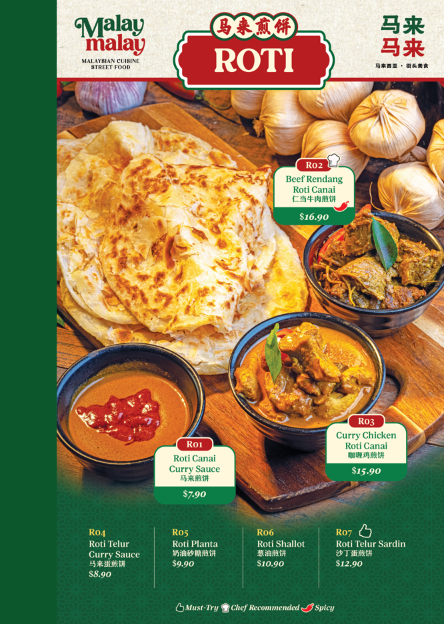 Malay
malay
MALAYSIAN CUISINE
STREET FOOD
马来煎饼
ROTI
马来
马来
马来西亚 · 街头美食
R02
Beef Rendang
Roti Canai
仁当牛肉煎饼
$16.90
R03
Curry Chicken
Roti Canai
咖喱鸡煎饼
$15.90
R01
Roti Canai
Curry Sauce
马来煎饼
$7.90
R04
Roti Telur
Curry Sauce
马来蛋煎饼
$8.90
R05
Roti Planta
奶油砂糖煎饼
$9.90
R06
Roti Shallot
葱油煎饼
$10.90
R07
Roti Telur Sardin
沙丁蛋煎饼
$12.90
Must-Try Chef Recommended Spicy